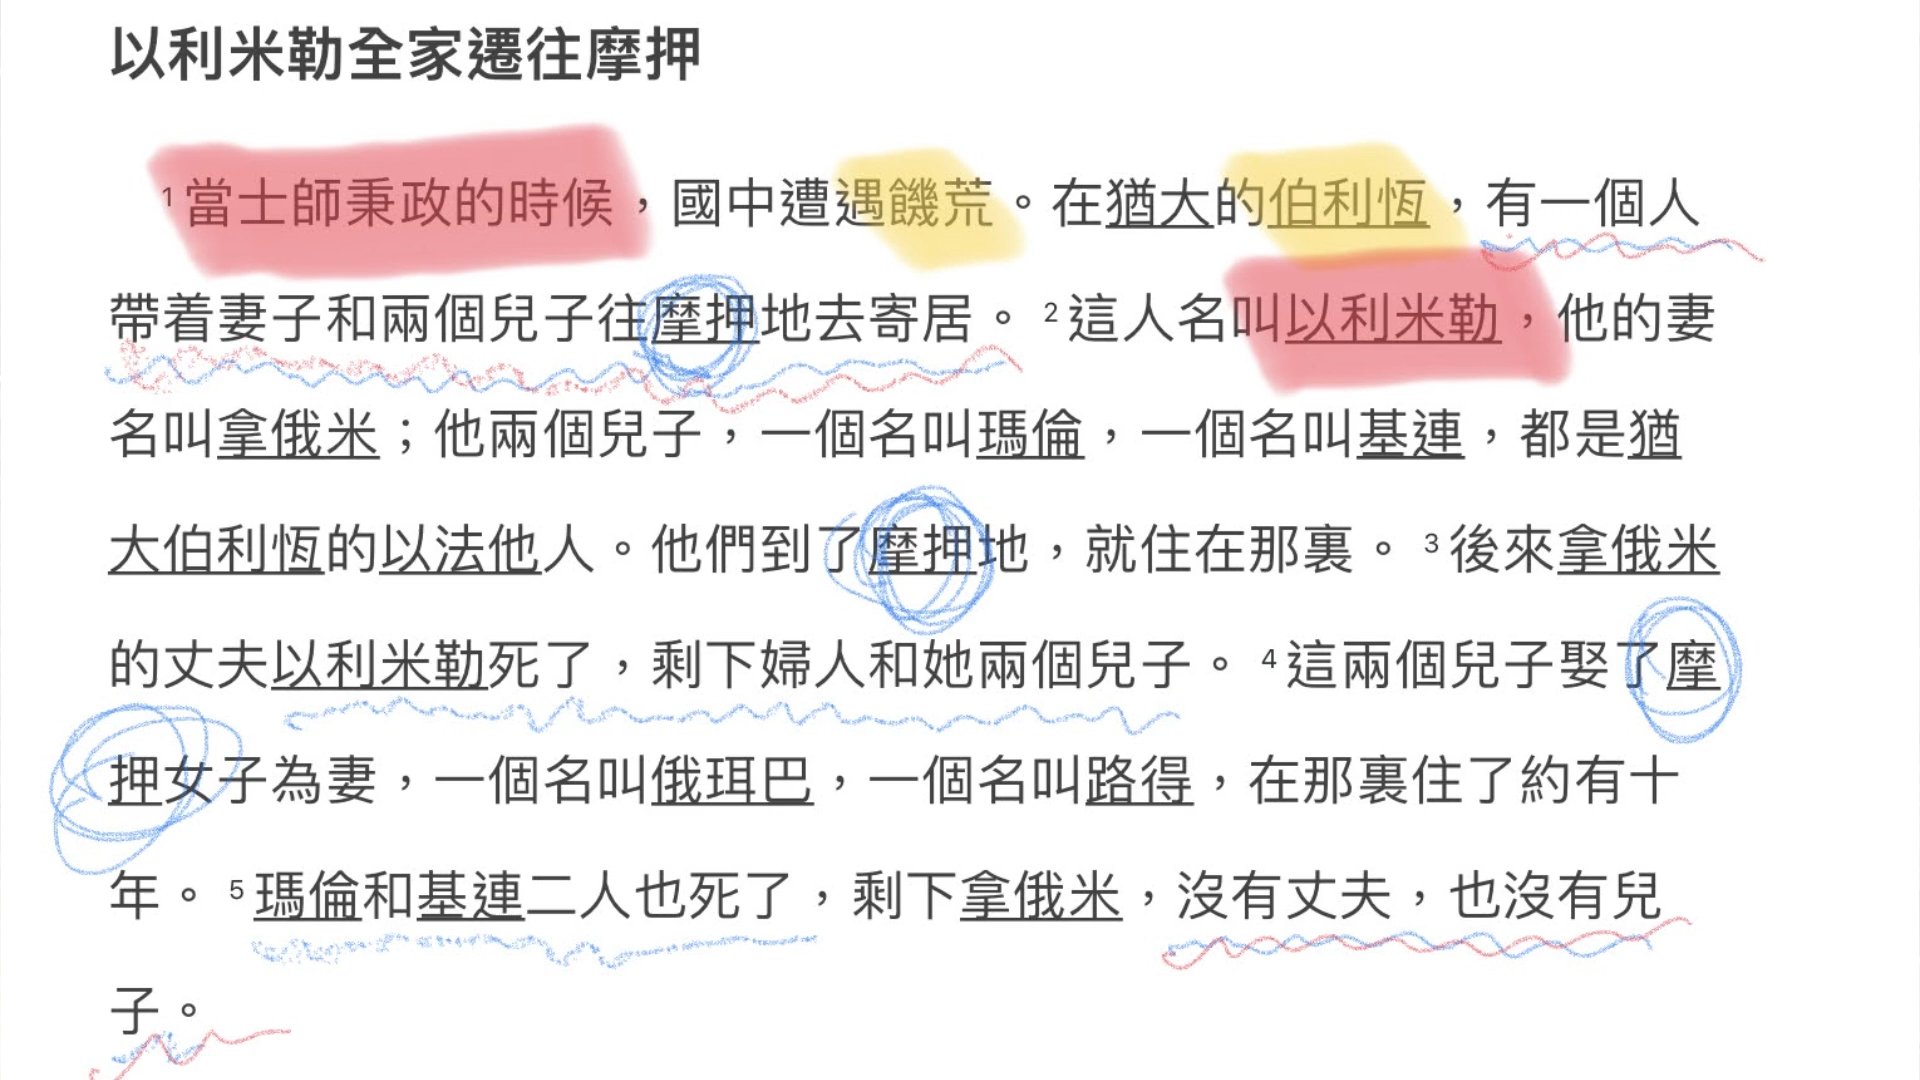 以利米勒全家遷往摩押
1當士師秉政的時候，國中遭遇饑荒。在猶大的伯利恆，有一個人
帶着妻子和兩個兒子往摩押地去寄居。2這人名叫以利米勒，他的妻
名叫拿俄米；他兩個兒子，一個名叫瑪倫，一個名叫基連，都是猶
大伯利恆的以法他人。他們到了摩押地，就住在那裏。3後來拿俄米
的丈夫以利米勒死了，剩下婦人和她兩個兒子。4這兩個兒子娶了摩
押女子為妻，一個名叫俄珥巴，一個名叫路得，在那裏住了約有十
年。5瑪倫和基連二人也死了，剩下拿俄米，沒有丈夫，也沒有兒
子。